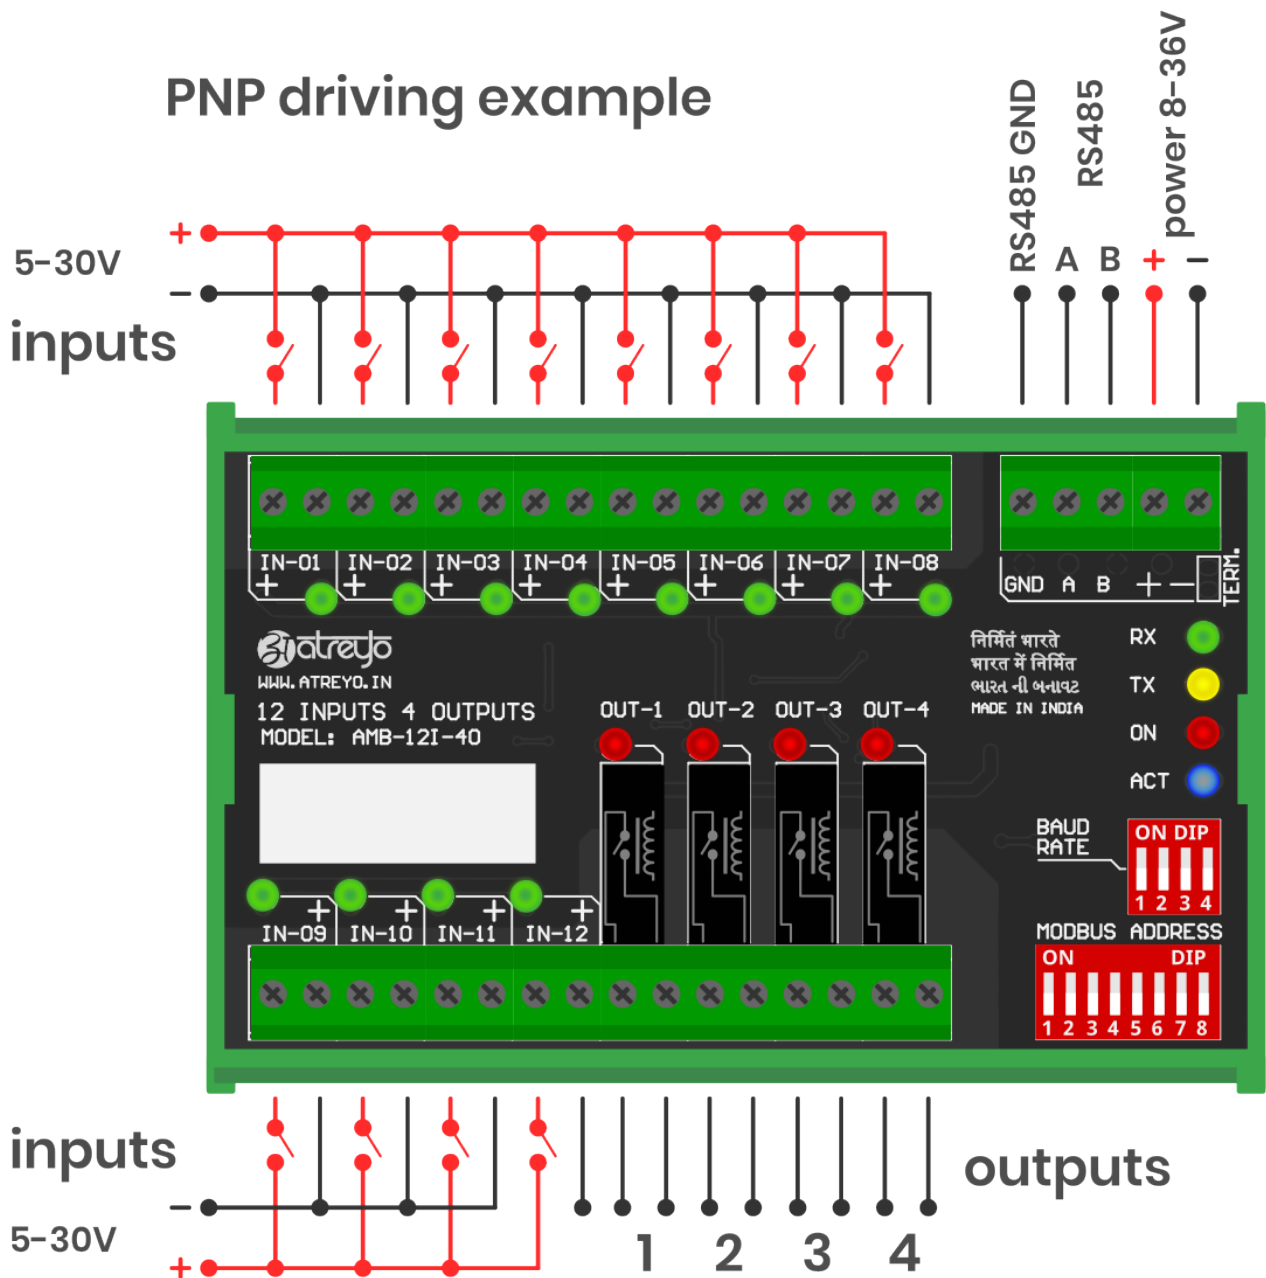 PNP driving example
RS485 GND
RS485
power 8-36V
A
B
+
−
+
5-30V
−
inputs
IN-01 IN-02 IN-03 IN-04 IN-05 IN-06 IN-07 IN-08
+ + + + + + + +
GND A B + −
TERM.
atreyo
WWW.ATREYO.IN
12 INPUTS 4 OUTPUTS
MODEL: AMB-12I-4O
निर्मितं भारते
भारत में निर्मित
ભારત ની બનાવટ
MADE IN INDIA
RX
TX
ON
ACT
OUT-1 OUT-2 OUT-3 OUT-4
BAUD
RATE
ON DIP
1 2 3 4
MODBUS ADDRESS
ON DIP
1 2 3 4 5 6 7 8
+ + + +
IN-09 IN-10 IN-11 IN-12
inputs
−
5-30V
+
outputs
1 2 3 4